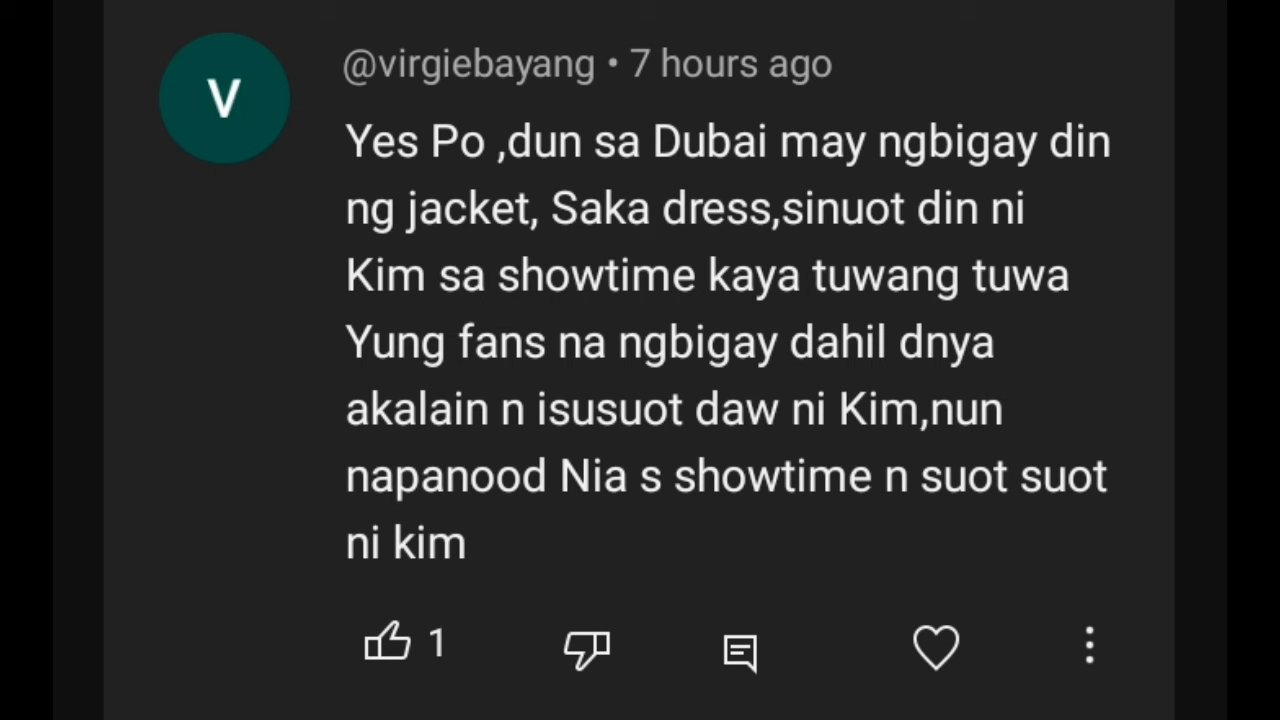 V
@virgiebayang • 7 hours ago
Yes Po ,dun sa Dubai may ngbigay din
ng jacket, Saka dress,sinuot din ni
Kim sa showtime kaya tuwang tuwa
Yung fans na ngbigay dahil dnya
akalain n isusuot daw ni Kim,nun
napanood Nia s showtime n suot suot
ni kim
1